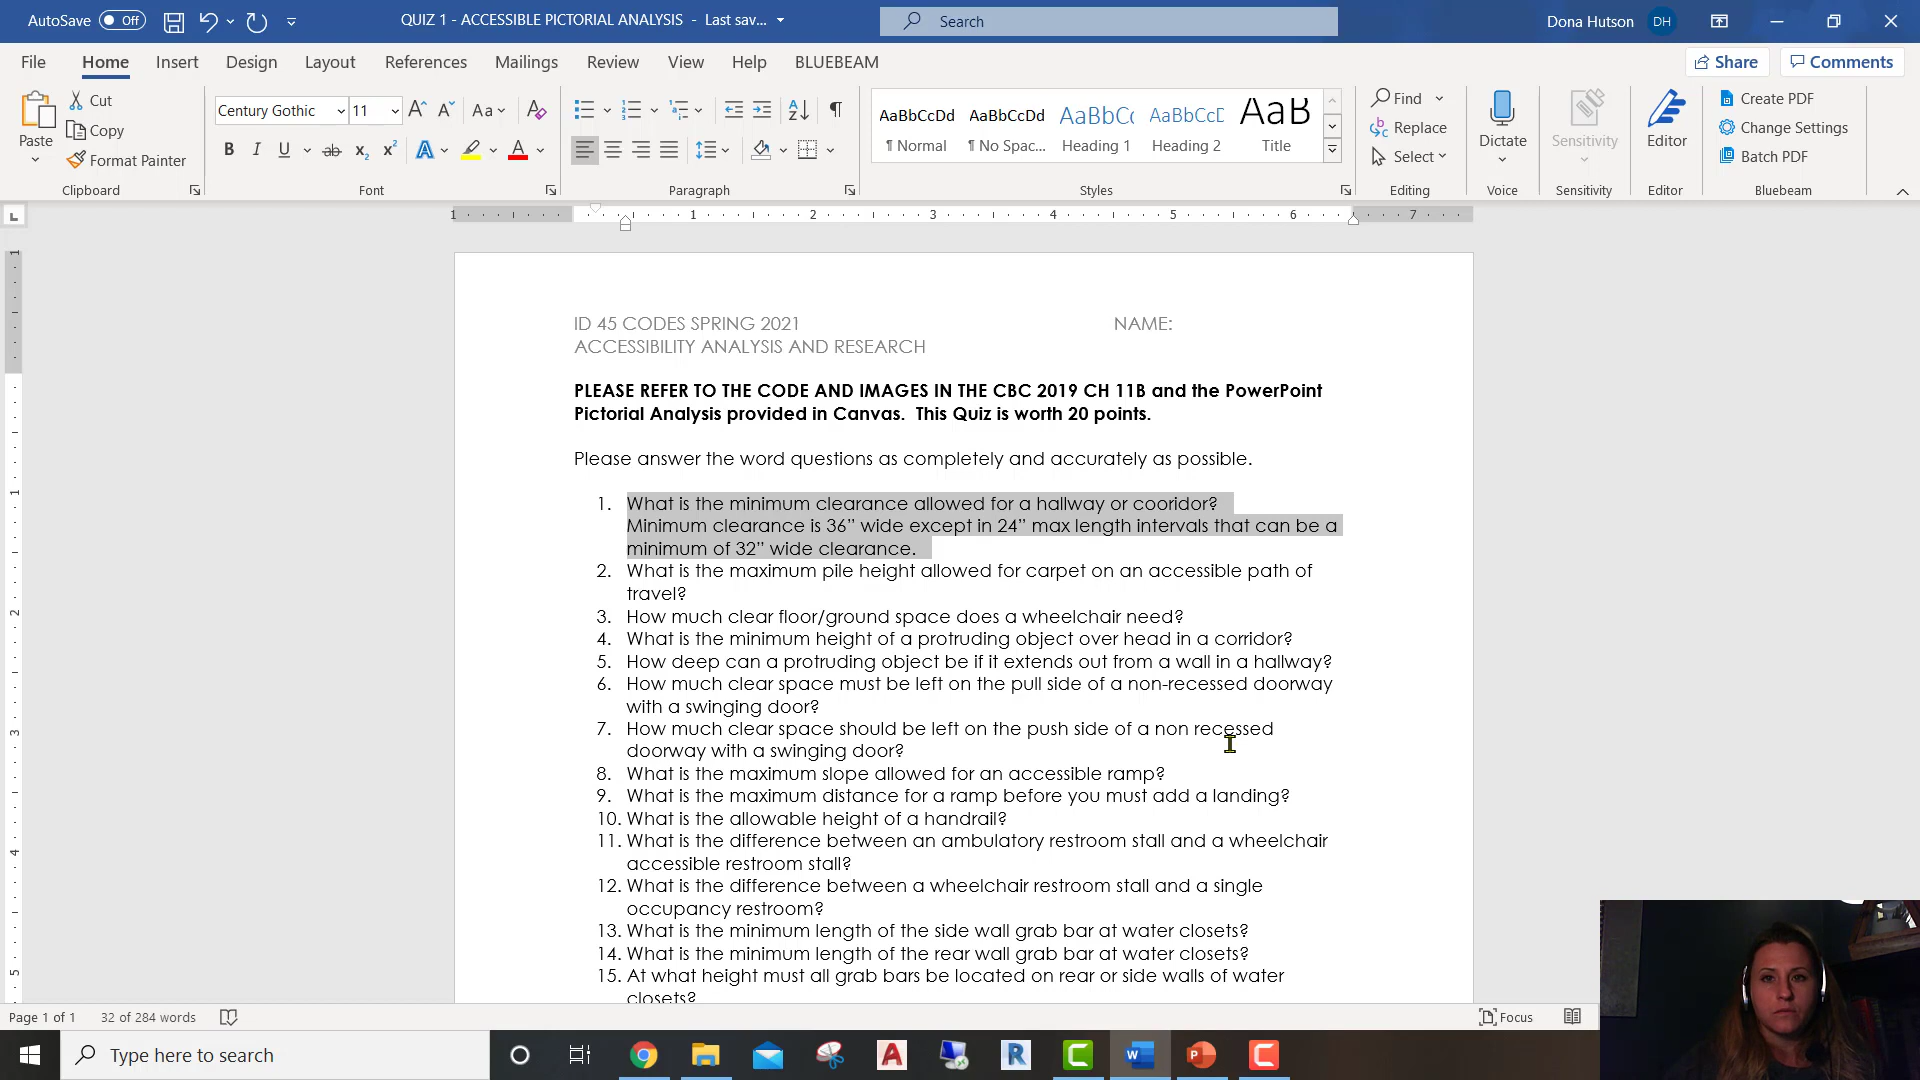 AutoSave Off QUIZ 1 - ACCESSIBLE PICTORIAL ANALYSIS - Last sav... Search Dona Hutson DH
File Home Insert Design Layout References Mailings Review View Help BLUEBEAM Share Comments
Paste Cut Copy Format Painter Clipboard
Century Gothic 11 Font
Paragraph
AaBbCcDd ¶ Normal
AaBbCcDd ¶ No Spac...
AaBbCc Heading 1
AaBbCcD Heading 2
AaB Title
Styles
Find Replace Select Editing
Dictate Voice
Sensitivity Sensitivity
Editor Editor
Create PDF Change Settings Batch PDF Bluebeam
1 1 2 3 4 5 6 7
ID 45 CODES SPRING 2021 NAME:
ACCESSIBILITY ANALYSIS AND RESEARCH
PLEASE REFER TO THE CODE AND IMAGES IN THE CBC 2019 CH 11B and the PowerPoint
Pictorial Analysis provided in Canvas. This Quiz is worth 20 points.
Please answer the word questions as completely and accurately as possible.
1. What is the minimum clearance allowed for a hallway or cooridor?
Minimum clearance is 36” wide except in 24” max length intervals that can be a
minimum of 32” wide clearance.
2. What is the maximum pile height allowed for carpet on an accessible path of
travel?
3. How much clear floor/ground space does a wheelchair need?
4. What is the minimum height of a protruding object over head in a corridor?
5. How deep can a protruding object be if it extends out from a wall in a hallway?
6. How much clear space must be left on the pull side of a non-recessed doorway
with a swinging door?
7. How much clear space should be left on the push side of a non recessed
doorway with a swinging door?
8. What is the maximum slope allowed for an accessible ramp?
9. What is the maximum distance for a ramp before you must add a landing?
10. What is the allowable height of a handrail?
11. What is the difference between an ambulatory restroom stall and a wheelchair
accessible restroom stall?
12. What is the difference between a wheelchair restroom stall and a single
occupancy restroom?
13. What is the minimum length of the side wall grab bar at water closets?
14. What is the minimum length of the rear wall grab bar at water closets?
15. At what height must all grab bars be located on rear or side walls of water
closets?
Page 1 of 1 32 of 284 words Focus
Type here to search